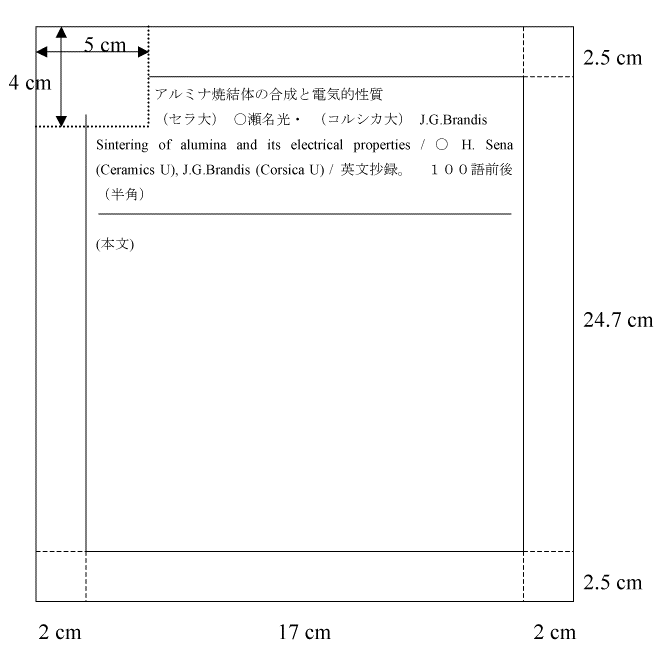 5 cm
2.5 cm
4 cm
アルミナ焼結体の合成と電気的性質
（セラ大） ○瀬名光・ （コルシカ大） J.G.Brandis
Sintering of alumina and its electrical properties / ○ H. Sena
(Ceramics U), J.G.Brandis (Corsica U) / 英文抄録。 １００語前後
（半角）
(本文)
24.7 cm
2.5 cm
2 cm 17 cm 2 cm